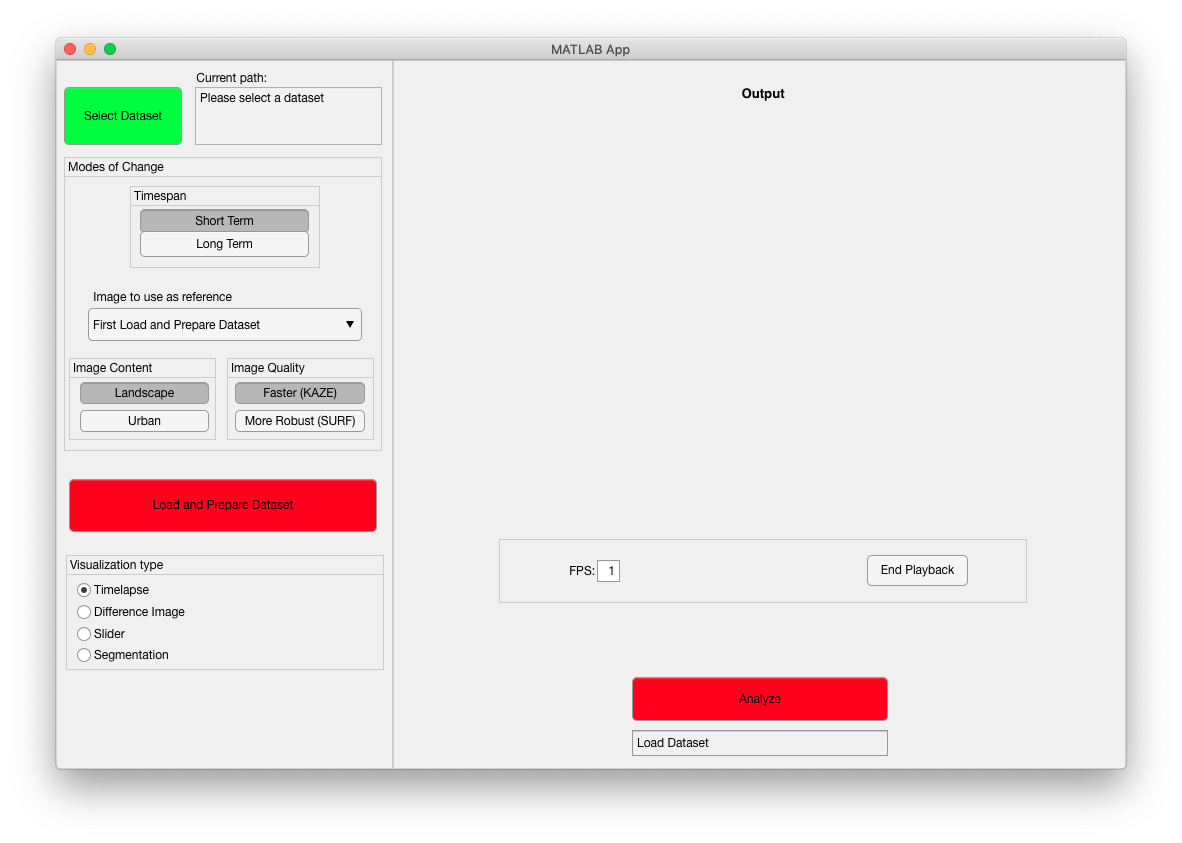 MATLAB App
Current path:
Select Dataset
Please select a dataset
Modes of Change
Timespan
Short Term
Long Term
Image to use as reference
First Load and Prepare Dataset
Image Content
Landscape
Urban
Image Quality
Faster (KAZE)
More Robust (SURF)
Load and Prepare Dataset
Visualization type
Timelapse
Difference Image
Slider
Segmentation
Output
FPS: 1
End Playback
Analyze
Load Dataset